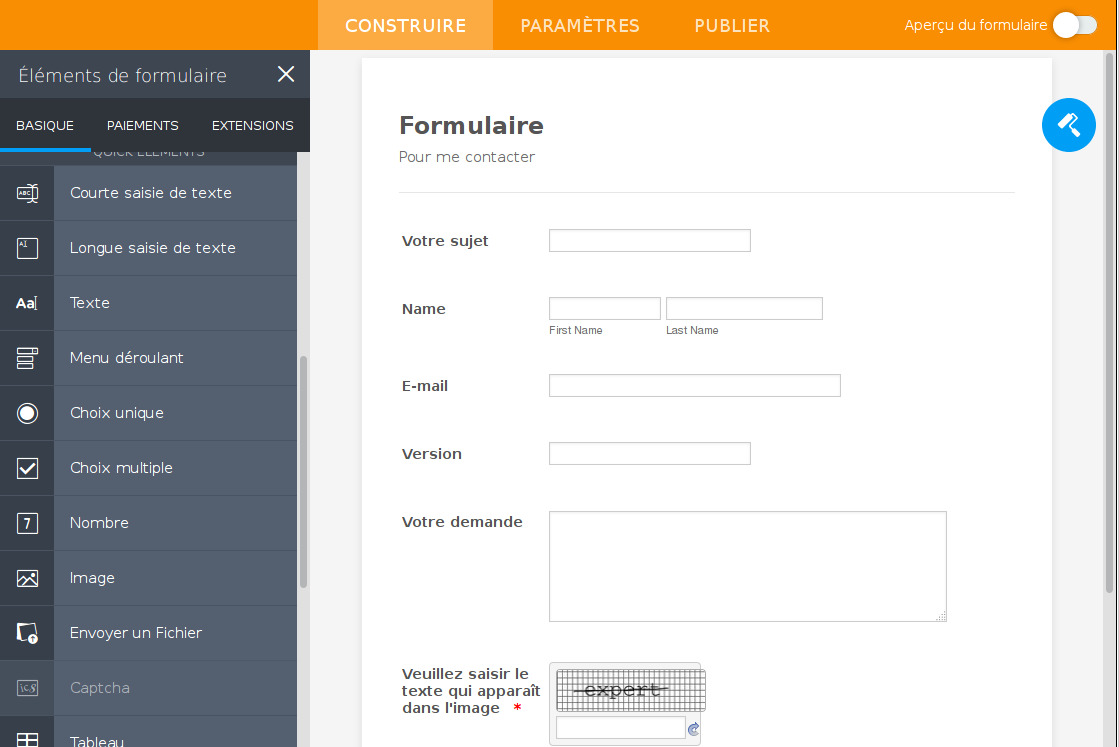 CONSTRUIRE
PARAMÈTRES
PUBLIER
Aperçu du formulaire
Éléments de formulaire
BASIQUE
PAIEMENTS
EXTENSIONS
QUICK ELEMENTS
ABC
Courte saisie de texte
AI
Longue saisie de texte
Aa
Texte
Menu déroulant
Choix unique
Choix multiple
7
Nombre
Image
Envoyer un Fichier
Captcha
Tableau
Formulaire
Pour me contacter
Votre sujet
Name
First Name
Last Name
E-mail
Version
Votre demande
Veuillez saisir le
texte qui apparaît
dans l'image *
expert